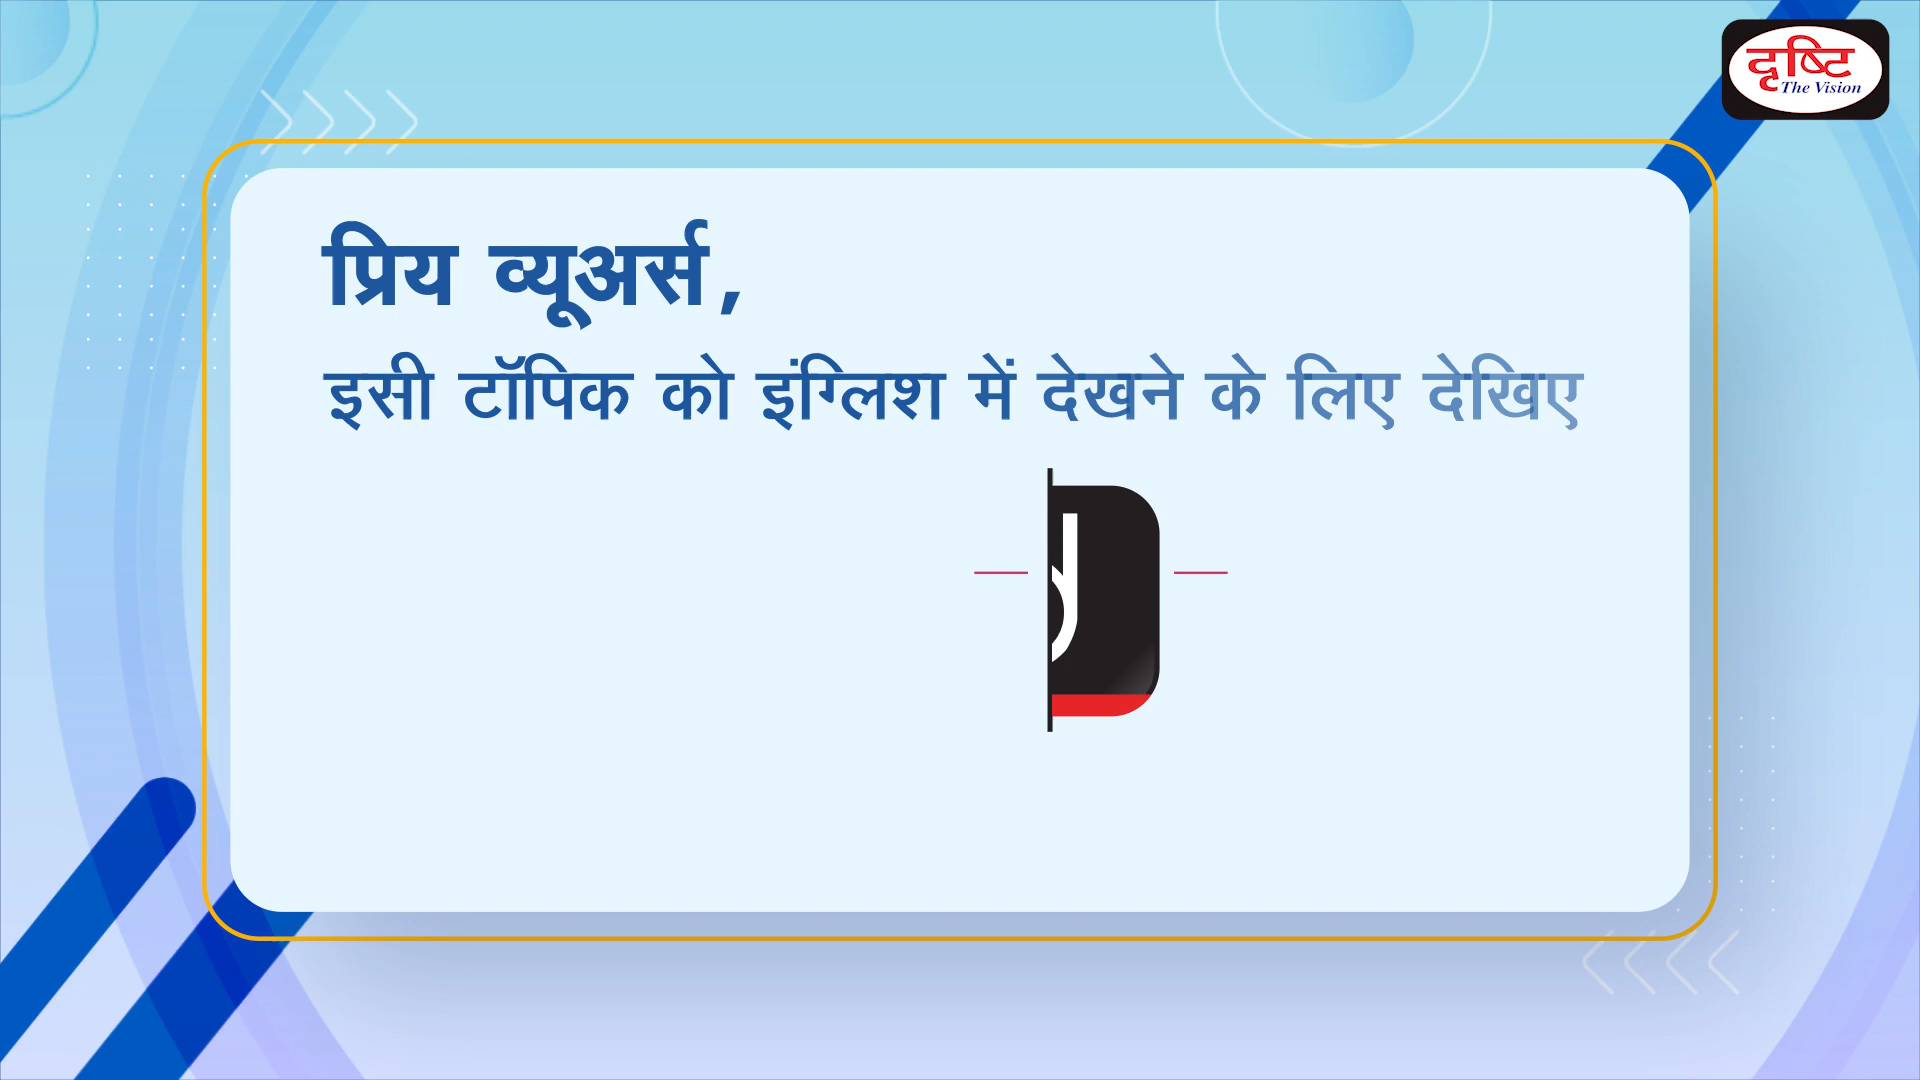 दृष्टि
The Vision
प्रिय व्यूअर्स,
इसी टॉपिक को इंग्लिश में देखने के लिए देखिए